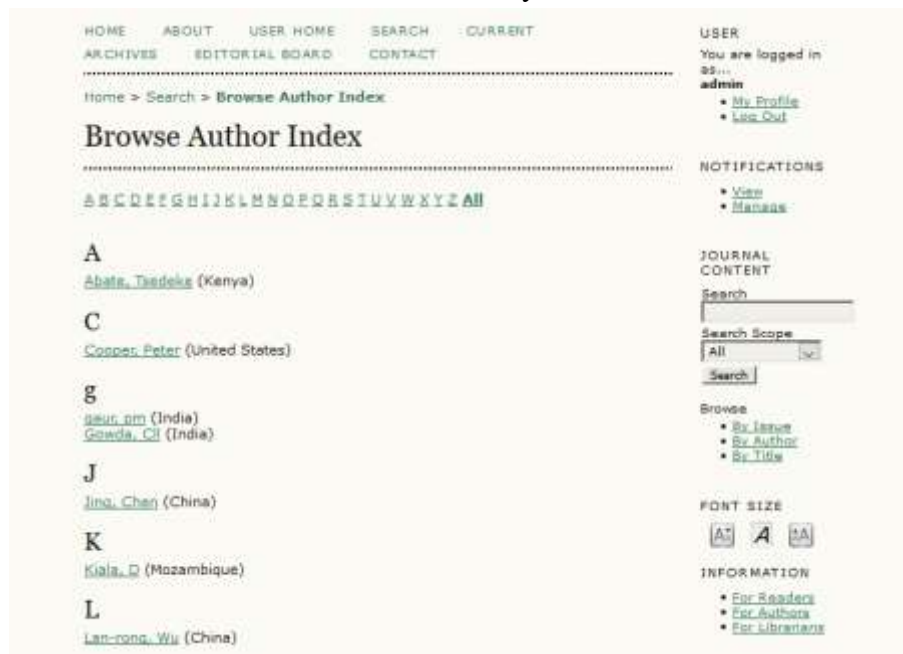 HOME ABOUT USER HOME SEARCH CURRENT
ARCHIVES EDITORIAL BOARD CONTACT
Home > Search > Browse Author Index
Browse Author Index
A B C D E F G H I J K L M N O P Q R S T U V W X Y Z All
A
Abate, Tsedeke (Kenya)
C
Cooper, Peter (United States)
g
gaur, pm (India)
Gowda, Cll (India)
J
Jing, Chen (China)
K
Kiala, D (Mozambique)
L
Lan-rong, Wu (China)
USER
You are logged in
as...
admin
My Profile
Log Out
NOTIFICATIONS
View
Manage
JOURNAL
CONTENT
Search
Search Scope
All
Search
Browse
By Issue
By Author
By Title
FONT SIZE
A A A
INFORMATION
For Readers
For Authors
For Librarians